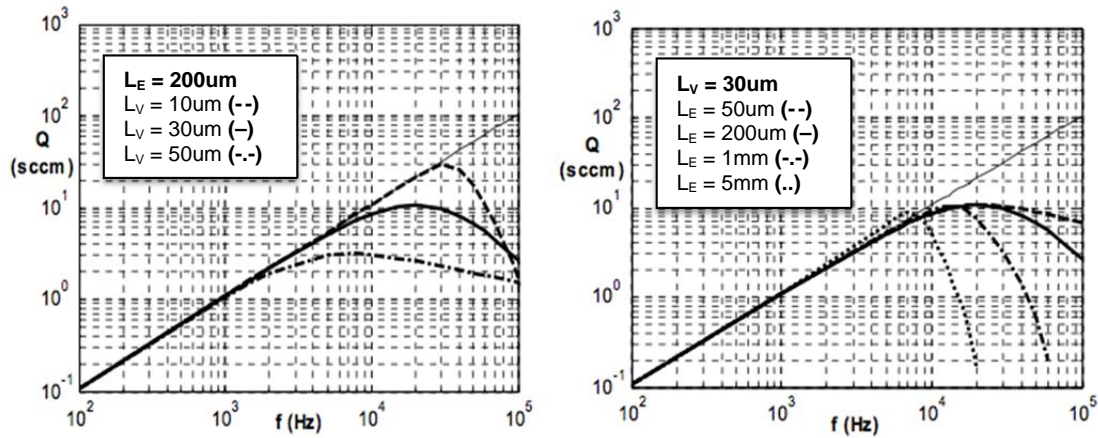 10^3
L_E = 200um
L_V = 10um (--)
L_V = 30um (–)
L_V = 50um (-.-)
10^2
Q
(sccm)
10^1
10^0
10^-1
10^2
10^3
f (Hz)
10^4
10^5
10^3
L_V = 30um
L_E = 50um (--)
L_E = 200um (–)
L_E = 1mm (-.-)
L_E = 5mm (..)
10^2
Q
(sccm)
10^1
10^0
10^-1
10^2
10^3
f (Hz)
10^4
10^5